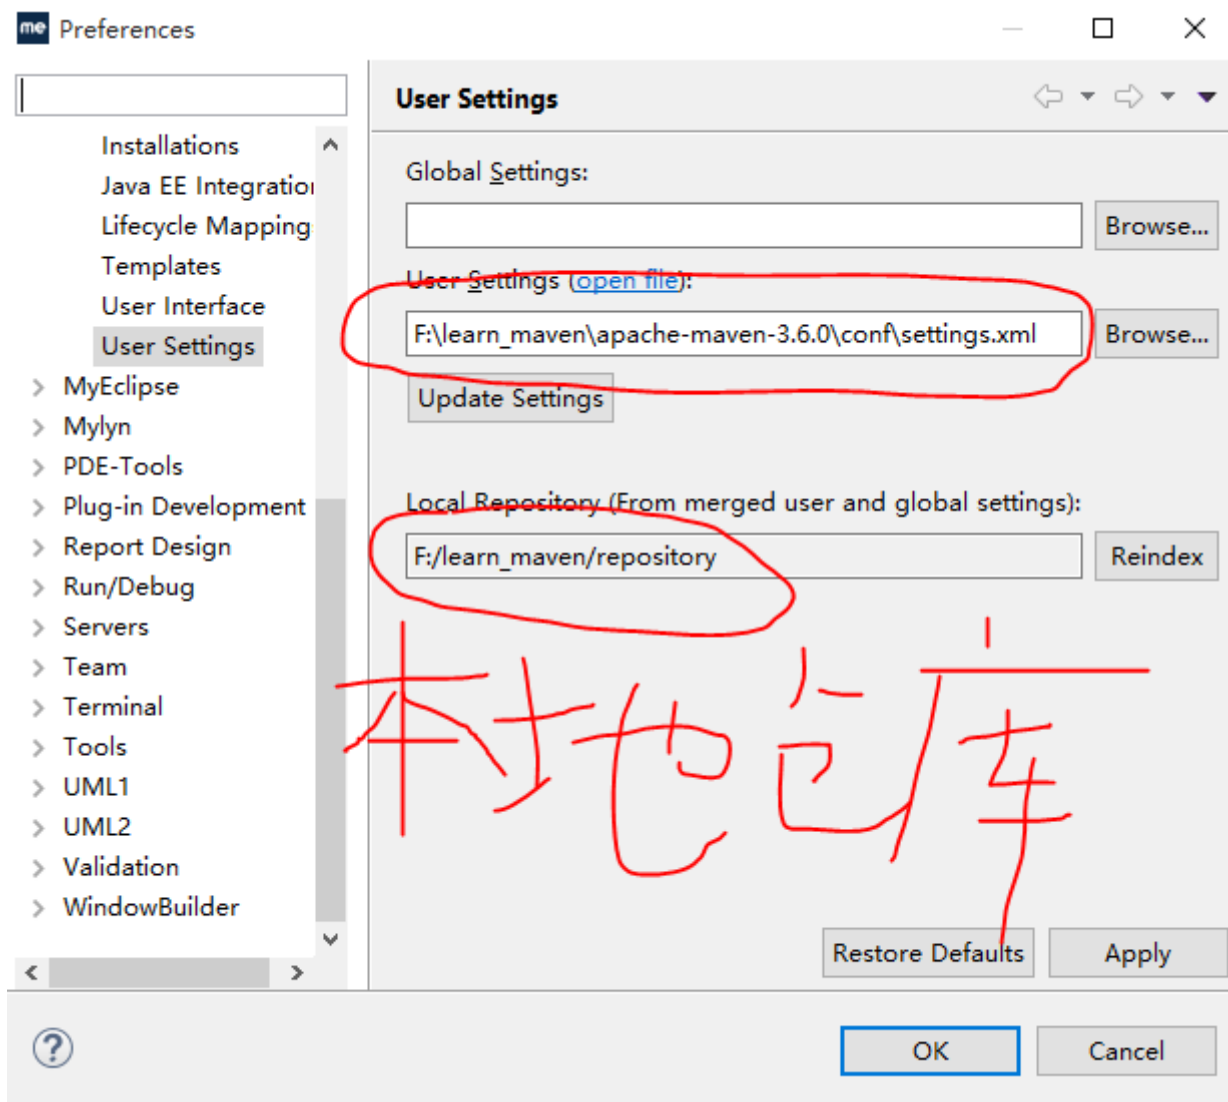 me Preferences
User Settings
Installations
Java EE Integration
Lifecycle Mapping
Templates
User Interface
User Settings
MyEclipse
Mylyn
PDE-Tools
Plug-in Development
Report Design
Run/Debug
Servers
Team
Terminal
Tools
UML1
UML2
Validation
WindowBuilder
Global Settings:
Browse...
User Settings (open file):
F:\learn_maven\apache-maven-3.6.0\conf\settings.xml
Browse...
Update Settings
Local Repository (From merged user and global settings):
F:/learn_maven/repository
Reindex
本地仓库
Restore Defaults
Apply
OK
Cancel